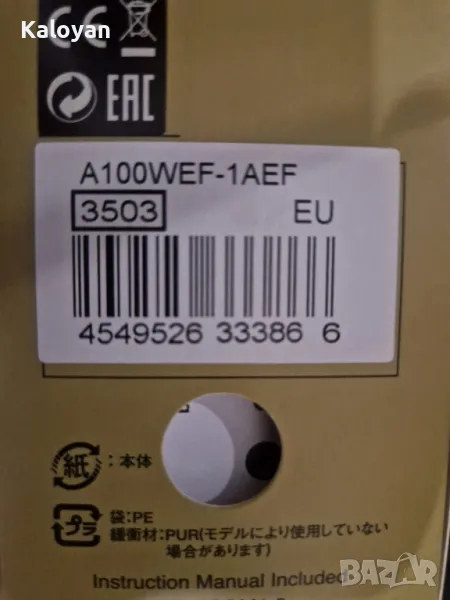 Kaloyan
CE
EAC
A100WEF-1AEF
3503 EU
4549526 33386 6
紙 :本体
プラ 袋:PE
緩衝材:PUR(モデルにより使用していない
場合があります)
Instruction Manual Included
BAZAR